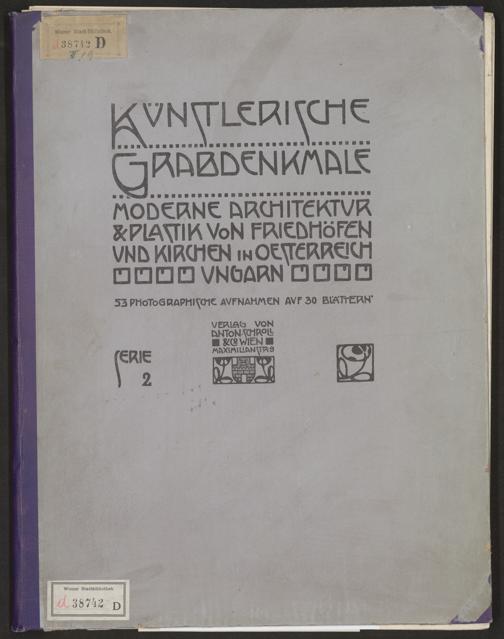 Wiener Stadtbibliothek.
d 38742 D
KÜNSTLERISCHE
GRABDENKMALE
MODERNE ARCHITEKTUR
& PLASTIK VON FRIEDHÖFEN
UND KIRCHEN IN OESTERREICH
UNGARN
53 PHOTOGRAPHISCHE AUFNAHMEN AUF 30 BLÄTTERN
VERLAG VON
ANTON SCHROLL
& CO WIEN
MAXIMILIANSTR 9
SERIE
2
Wiener Stadtbibliothek
d 38742 D